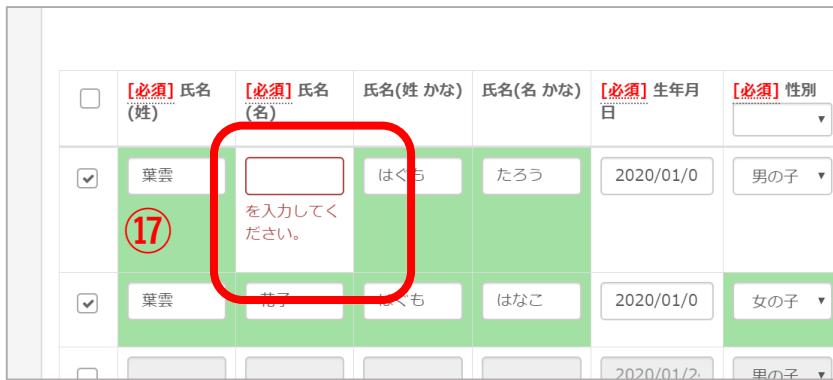 [必須] 氏名 [必須] 氏名 氏名(姓 かな) 氏名(名 かな) [必須] 生年月 [必須] 性別
(姓) (名) 日
葉雲 はぐも たろう 2020/01/0 男の子
を入力してく
ださい。
⑰
葉雲 花子 はぐも はなこ 2020/01/0 女の子
2020/01/2 男の子